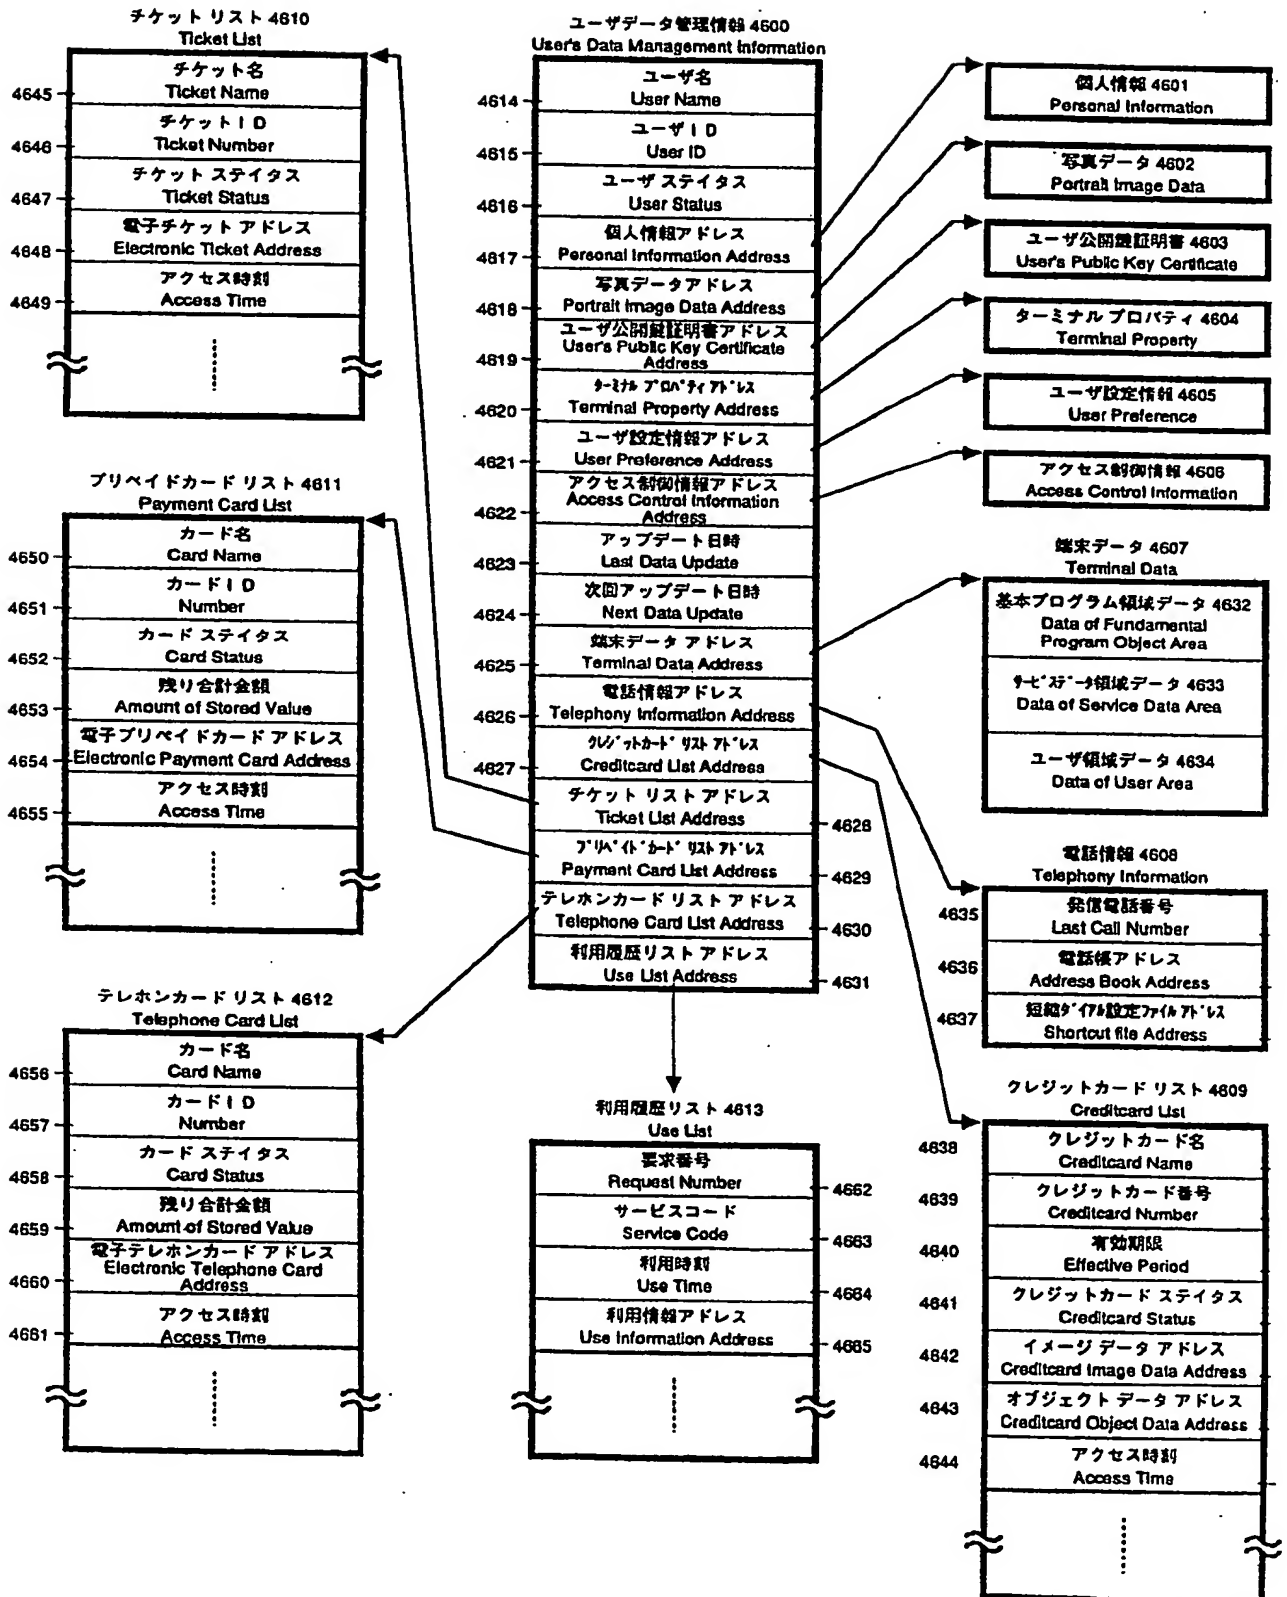 チケット リスト 4610
Ticket List
チケット名
Ticket Name
4645
チケットID
Ticket Number
4646
チケット ステイタス
Ticket Status
4647
電子チケット アドレス
Electronic Ticket Address
4648
アクセス時刻
Access Time
4649
プリペイドカード リスト 4611
Payment Card List
カード名
Card Name
4650
カードID
Number
4651
カード ステイタス
Card Status
4652
残り合計金額
Amount of Stored Value
4653
電子プリペイドカード アドレス
Electronic Payment Card Address
4654
アクセス時刻
Access Time
4655
テレホンカード リスト 4612
Telephone Card List
カード名
Card Name
4656
カードID
Number
4657
カード ステイタス
Card Status
4658
残り合計金額
Amount of Stored Value
4659
電子テレホンカード アドレス
Electronic Telephone Card
Address
4660
アクセス時刻
Access Time
4661
ユーザデータ管理情報 4600
User's Data Management Information
ユーザ名
User Name
4614
ユーザID
User ID
4615
ユーザ ステイタス
User Status
4616
個人情報アドレス
Personal Information Address
4617
写真データアドレス
Portrait Image Data Address
4618
ユーザ公開鍵証明書アドレス
User's Public Key Certificate
Address
4619
ターミナル プロパティ アドレス
Terminal Property Address
4620
ユーザ設定情報アドレス
User Preference Address
4621
アクセス制御情報アドレス
Access Control Information
Address
4622
アップデート日時
Last Data Update
4623
次回アップデート日時
Next Data Update
4624
端末データ アドレス
Terminal Data Address
4625
電話情報アドレス
Telephony Information Address
4626
クレジットカード リスト アドレス
Creditcard List Address
4627
チケット リスト アドレス
Ticket List Address
4628
プリペイドカード リスト アドレス
Payment Card List Address
4629
テレホンカード リスト アドレス
Telephone Card List Address
4630
利用履歴リスト アドレス
Use List Address
4631
利用履歴リスト 4613
Use List
要求番号
Request Number
4662
サービスコード
Service Code
4663
利用時刻
Use Time
4664
利用情報アドレス
Use Information Address
4665
個人情報 4601
Personal Information
写真データ 4602
Portrait Image Data
ユーザ公開鍵証明書 4603
User's Public Key Certificate
ターミナル プロパティ 4604
Terminal Property
ユーザ設定情報 4605
User Preference
アクセス制御情報 4606
Access Control Information
端末データ 4607
Terminal Data
基本プログラム領域データ 4632
Data of Fundamental
Program Object Area
サービスデータ領域データ 4633
Data of Service Data Area
ユーザ領域データ 4634
Data of User Area
電話情報 4608
Telephony Information
4635
発信電話番号
Last Call Number
4636
電話帳アドレス
Address Book Address
4637
短縮ダイアル設定ファイル アドレス
Shortcut file Address
クレジットカード リスト 4609
Creditcard List
4638
クレジットカード名
Creditcard Name
4639
クレジットカード番号
Creditcard Number
4640
有効期限
Effective Period
4641
クレジットカード ステイタス
Creditcard Status
4642
イメージ データ アドレス
Creditcard Image Data Address
4643
オブジェクト データ アドレス
Creditcard Object Data Address
4644
アクセス時刻
Access Time